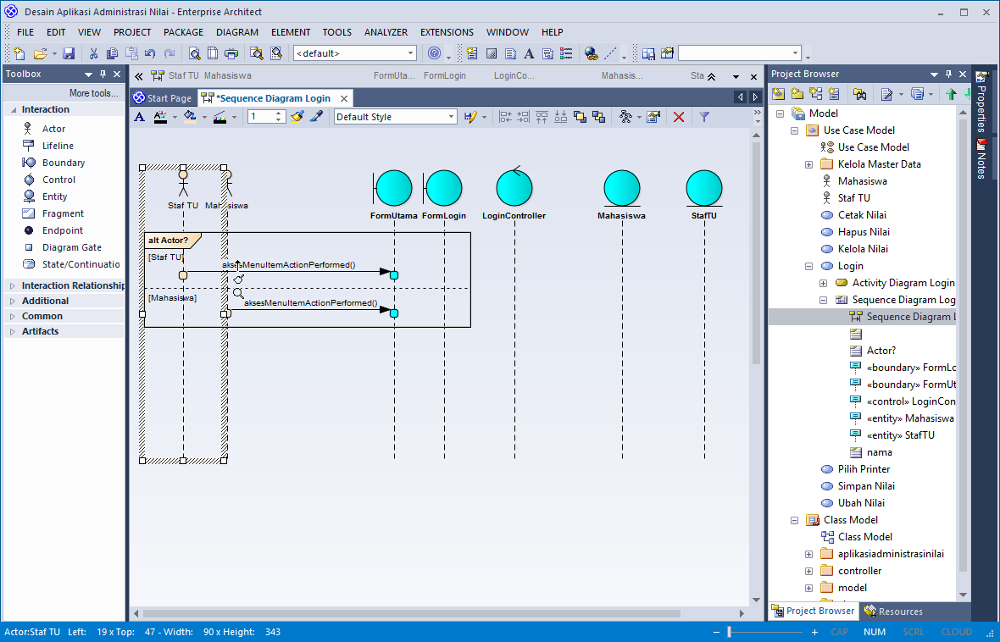 Desain Aplikasi Administrasi Nilai - Enterprise Architect
FILE EDIT VIEW PROJECT PACKAGE DIAGRAM ELEMENT TOOLS ANALYZER EXTENSIONS WINDOW HELP
<default>
Toolbox
More tools...
Interaction
Actor
Lifeline
Boundary
Control
Entity
Fragment
Endpoint
Diagram Gate
State/Continuatio
Interaction Relationship
Additional
Common
Artifacts
Staf TU Mahasiswa FormUta... FormLogin LoginCo... Mahasis... Sta
Start Page *Sequence Diagram Login
1 Default Style
Staf TU Mahasiswa
FormUtama FormLogin LoginController Mahasiswa StafTU
alt Actor?
[Staf TU]
aksesMenuItemActionPerformed()
[Mahasiswa]
aksesMenuItemActionPerformed()
Project Browser
Model
Use Case Model
Use Case Model
Kelola Master Data
Mahasiswa
Staf TU
Cetak Nilai
Hapus Nilai
Kelola Nilai
Login
Activity Diagram Login
Sequence Diagram Log
Sequence Diagram L
Actor?
«boundary» FormLo
«boundary» FormUt
«control» LoginCon
«entity» Mahasiswa
«entity» StafTU
nama
Pilih Printer
Simpan Nilai
Ubah Nilai
Class Model
Class Model
aplikasiadministrasinilai
controller
model
Project Browser Resources
Properties
Notes
Actor:Staf TU Left: 19 x Top: 47 - Width: 90 x Height: 343
CAP NUM SCRL CLOUD